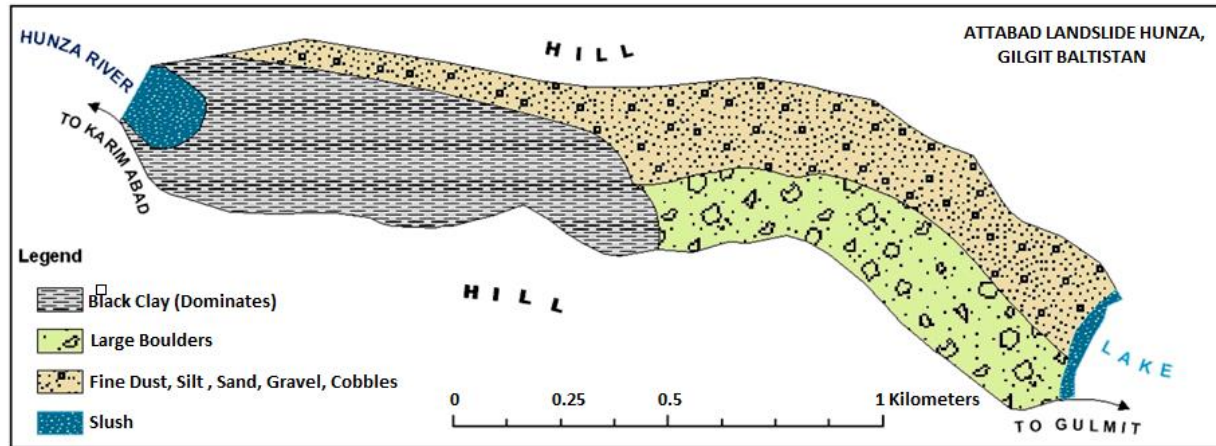 ATTABAD LANDSLIDE HUNZA,
GILGIT BALTISTAN
HUNZA RIVER
HILL
TO KARIM ABAD
HILL
LAKE
TO GULMIT
Legend
Black Clay (Dominates)
Large Boulders
Fine Dust, Silt , Sand, Gravel, Cobbles
Slush
0 0.25 0.5 1 Kilometers